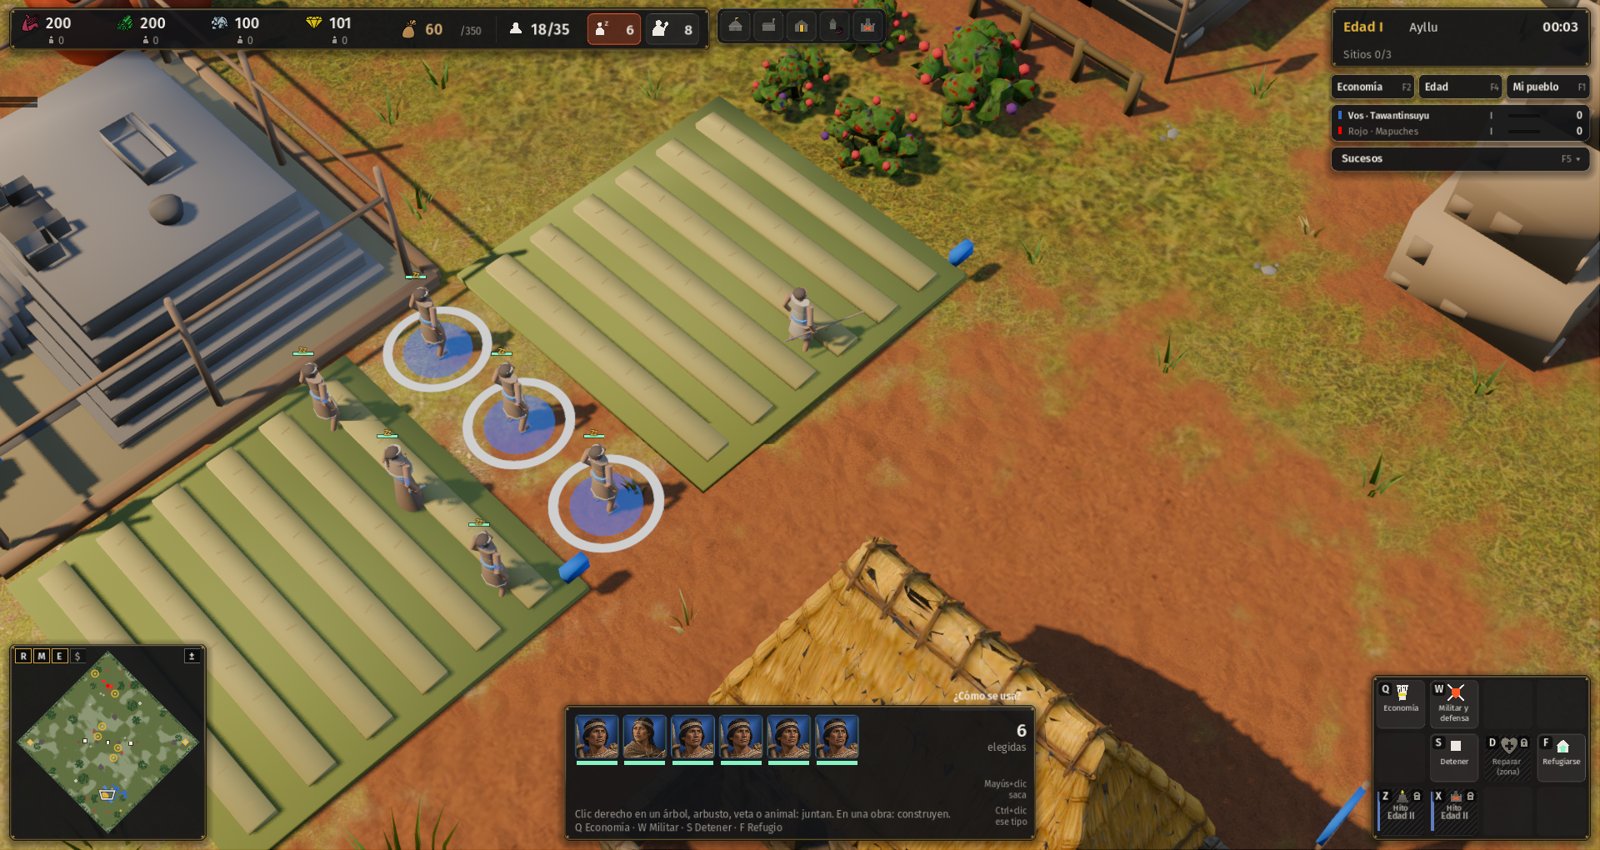 200 200 100 101 60 /350 18/35 z 6 8
0 0 0 0
Edad I Ayllu 00:03
Sitios 0/3
Economía F2 Edad F4 Mi pueblo F1
Vos · Tawantinsuyu I 0
Rojo · Mapuches I 0
Sucesos F5
R M E $ ±
¿Cómo se usa?
6
elegidas
Mayús+clic
saca
Ctrl+clic
ese tipo
Clic derecho en un árbol, arbusto, veta o animal: juntan. En una obra: construyen.
Q Economía · W Militar · S Detener · F Refugio
Q Economía
W Militar y defensa
S Detener
D Reparar (zona)
F Refugiarse
Z Hito Edad II
X Hito Edad II